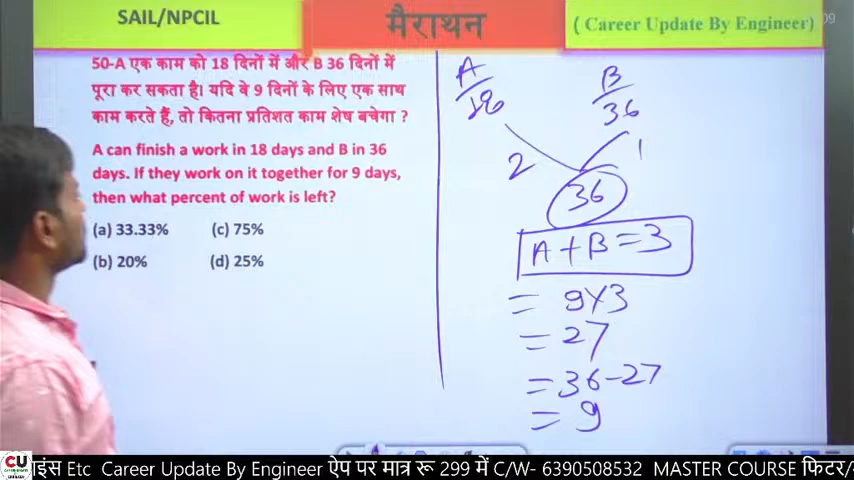 SAIL/NPCIL
मैराथन
( Career Update By Engineer)
09
50-A एक काम को 18 दिनों में और B 36 दिनों में
पूरा कर सकता है। यदि वे 9 दिनों के लिए एक साथ
काम करते हैं, तो कितना प्रतिशत काम शेष बचेगा ?
A can finish a work in 18 days and B in 36
days. If they work on it together for 9 days,
then what percent of work is left?
(a) 33.33% (c) 75%
(b) 20% (d) 25%
A B
18 36
2 1
36
A+B=3
= 9×3
= 27
= 36-27
= 9
CU
इंस Etc Career Update By Engineer ऐप पर मात्र रू 299 में C/W- 6390508532 MASTER COURSE फिटर/